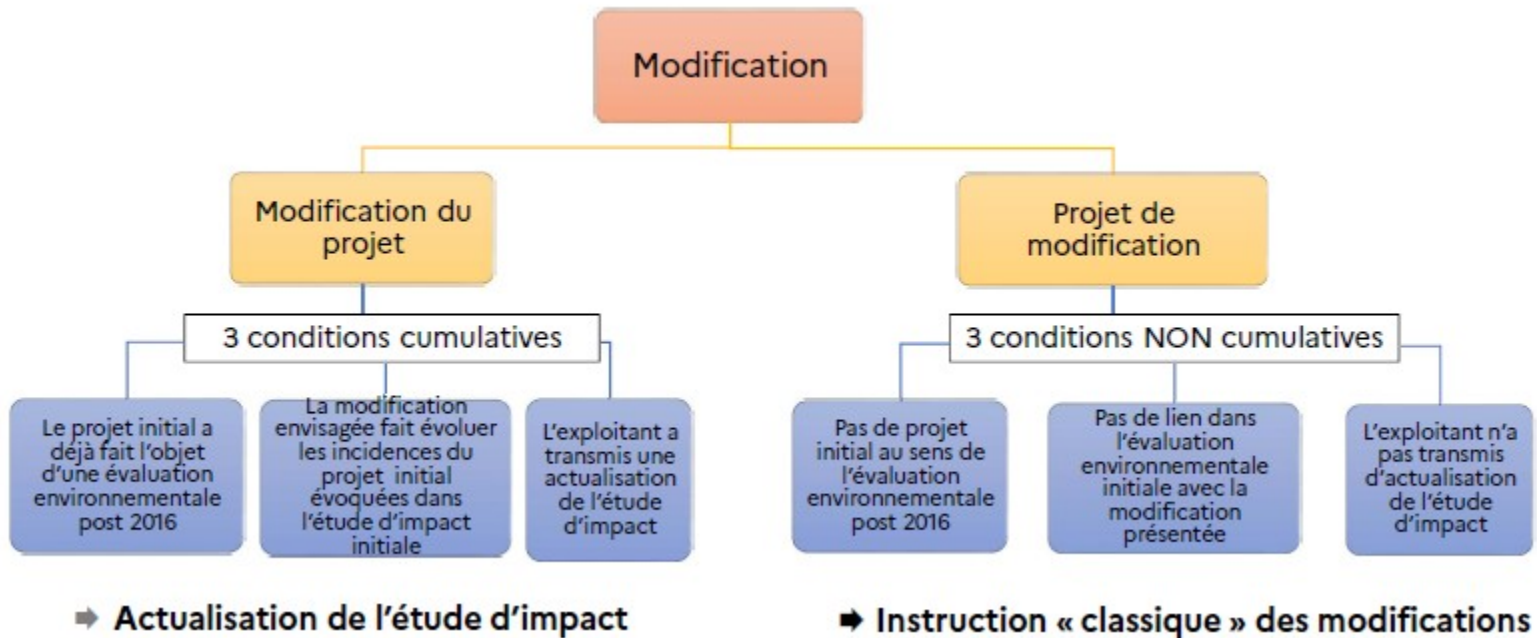 Modification
Modification du
projet
Projet de
modification
3 conditions cumulatives
3 conditions NON cumulatives
Le projet initial a
déjà fait l’objet
d’une évaluation
environnementale
post 2016
La modification
envisagée fait évoluer
les incidences du
projet initial
évoquées dans
l’étude d’impact
initiale
L’exploitant a
transmis une
actualisation
de l’étude
d’impact
Pas de projet
initial au sens de
l’évaluation
environnementale
post 2016
Pas de lien dans
l’évaluation
environnementale
initiale avec la
modification
présentée
L’exploitant n’a
pas transmis
d’actualisation
de l’étude
d’impact
➡ Actualisation de l’étude d’impact
➡ Instruction « classique » des modifications